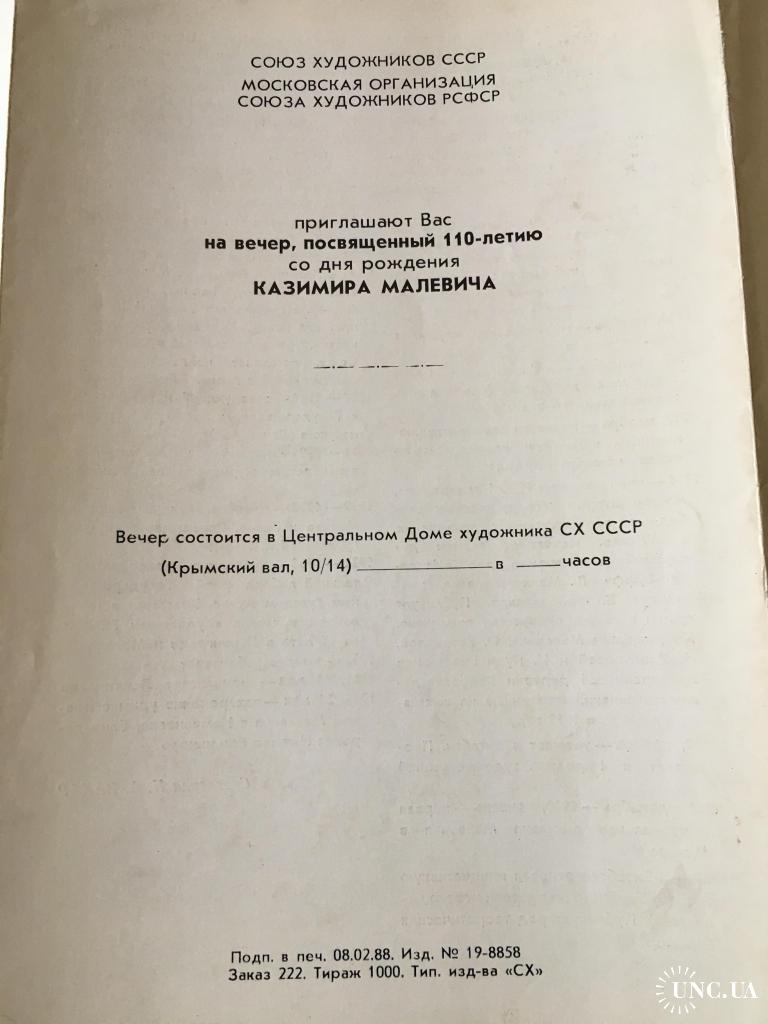 СОЮЗ ХУДОЖНИКОВ СССР
МОСКОВСКАЯ ОРГАНИЗАЦИЯ
СОЮЗА ХУДОЖНИКОВ РСФСР
приглашают Вас
на вечер, посвященный 110-летию
со дня рождения
КАЗИМИРА МАЛЕВИЧА
Вечер состоится в Центральном Доме художника СХ СССР
(Крымский вал, 10/14) ____________ в ____ часов
Подп. в печ. 08.02.88. Изд. № 19-8858
Заказ 222. Тираж 1000. Тип. изд-ва «СХ»
UNC.UA